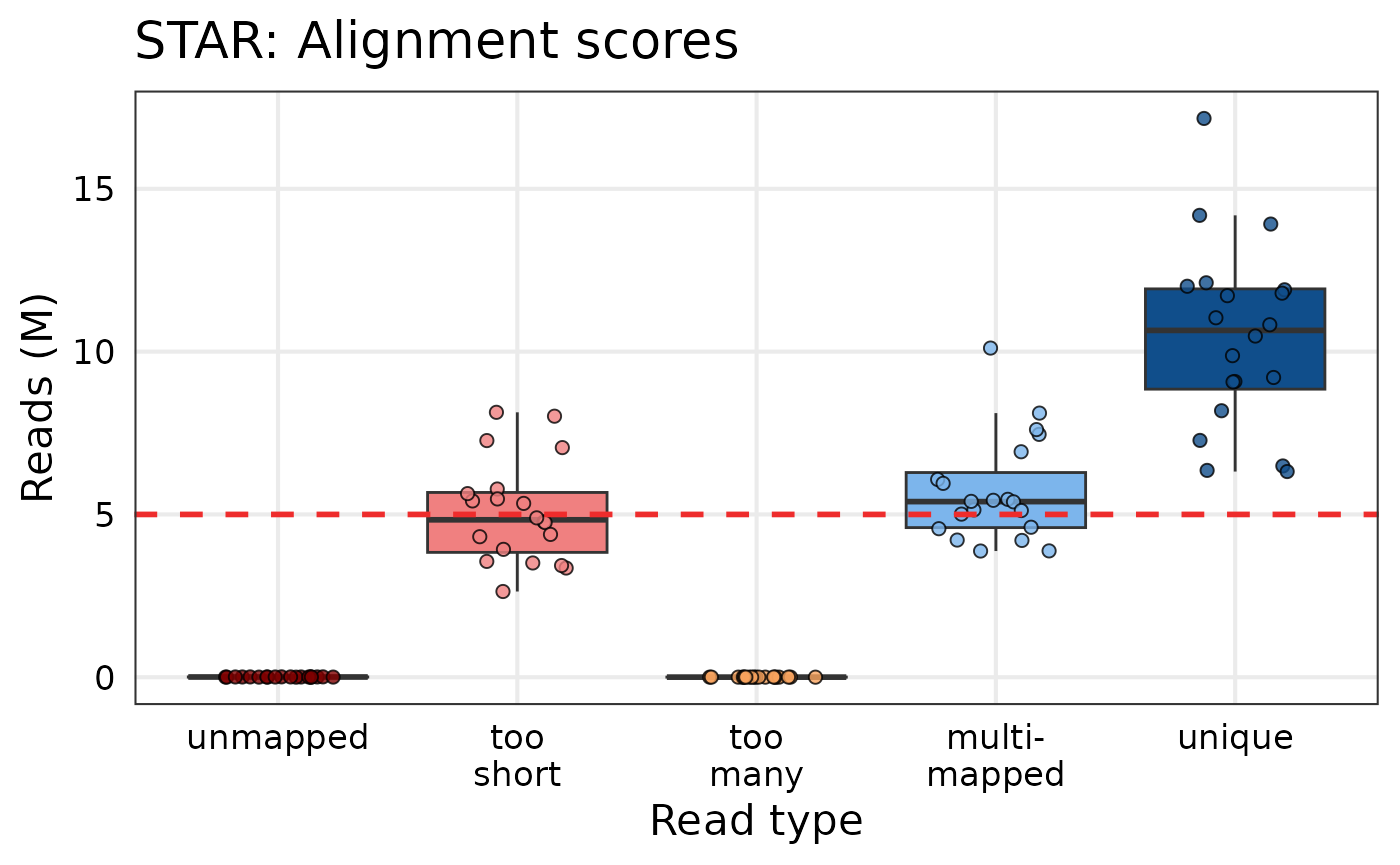 STAR: Alignment scores
Reads (M)
15
10
5
0
unmapped
too
short
too
many
multi-
mapped
unique
Read type